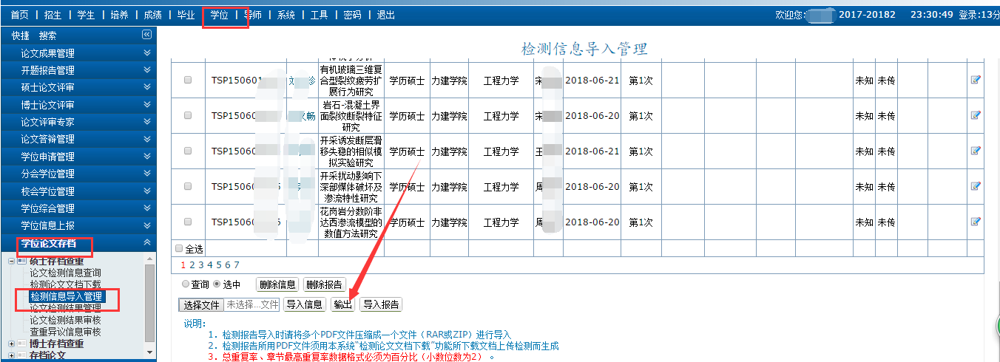 首页 | 招生 | 学生 | 培养 | 成绩 | 毕业 | 学位 | 导师 | 系统 | 工具 | 密码 | 退出
欢迎您: 2017-20182 23:30:49 登录:13分
快捷 搜索
论文成果管理
开题报告管理
硕士论文评审
博士论文评审
论文评审专家
论文答辩管理
学位申请管理
分会学位管理
校会学位管理
学位综合管理
学位信息上报
学位论文存档
硕士存档查重
论文检测信息查询
检测论文文档下载
检测信息导入管理
论文检测结果管理
论文检测结果审核
查重异议信息审核
博士存档查重
存档论文
检测信息导入管理
TSP150601 刘 珍 有机玻璃三维复合型裂纹疲劳扩展行为研究 学历硕士 力建学院 工程力学 宋 2018-06-21 第1次 未知 未传
TSP15060 畅 岩石-混凝土界面裂纹断裂特征研究 学历硕士 力建学院 工程力学 宋 2018-06-20 第1次 未知 未传
TSP15060 开采诱发断层滑移失稳的相似模拟实验研究 学历硕士 力建学院 工程力学 王 2018-06-21 第1次 未知 未传
TSP15060 开采扰动影响下深部煤体破坏及渗流特性研究 学历硕士 力建学院 工程力学 周 2018-06-20 第1次 未知 未传
TSP15060 6 花岗岩分数阶非达西渗流模型的数值方法研究 学历硕士 力建学院 工程力学 周 2018-06-20 第1次 未知 未传
全选
1 2 3 4 5 6 7
查询 选中 删除信息 删除报告
选择文件 未选择...文件 导入信息 输出 导入报告
说明:
1. 检测报告导入时请将多个PDF文件压缩成一个文件（RAR或ZIP）进行导入
2. 检测报告所用PDF文件须用本系统"检测论文文档下载"功能所下载文档上传检测而生成
3. 总重复率、章节最高重复率数据格式必须为百分比（小数位数为2）。